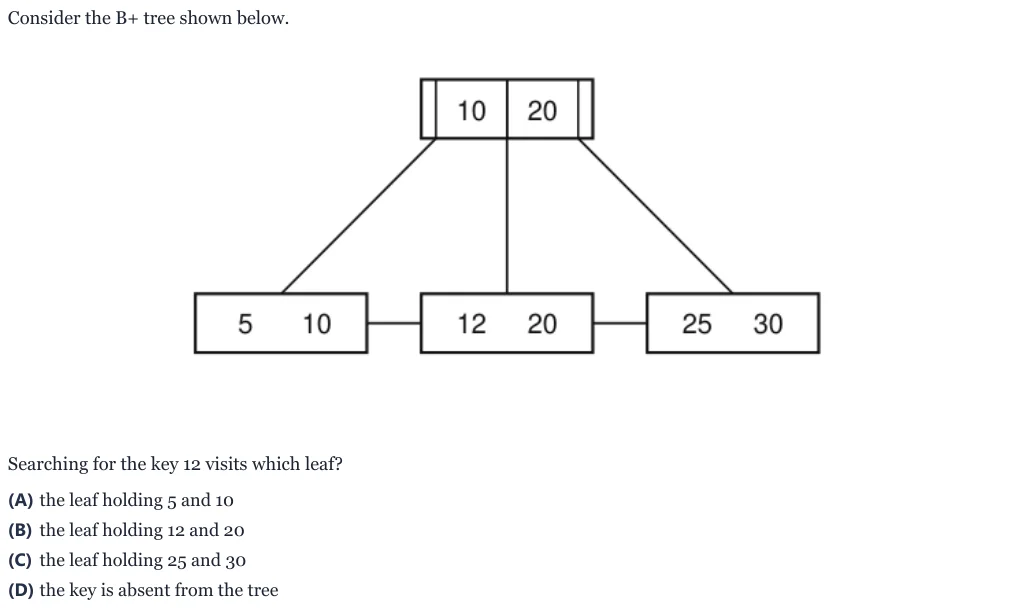 Consider the B+ tree shown below.
10 20
5 10 12 20 25 30
Searching for the key 12 visits which leaf?
(A) the leaf holding 5 and 10
(B) the leaf holding 12 and 20
(C) the leaf holding 25 and 30
(D) the key is absent from the tree